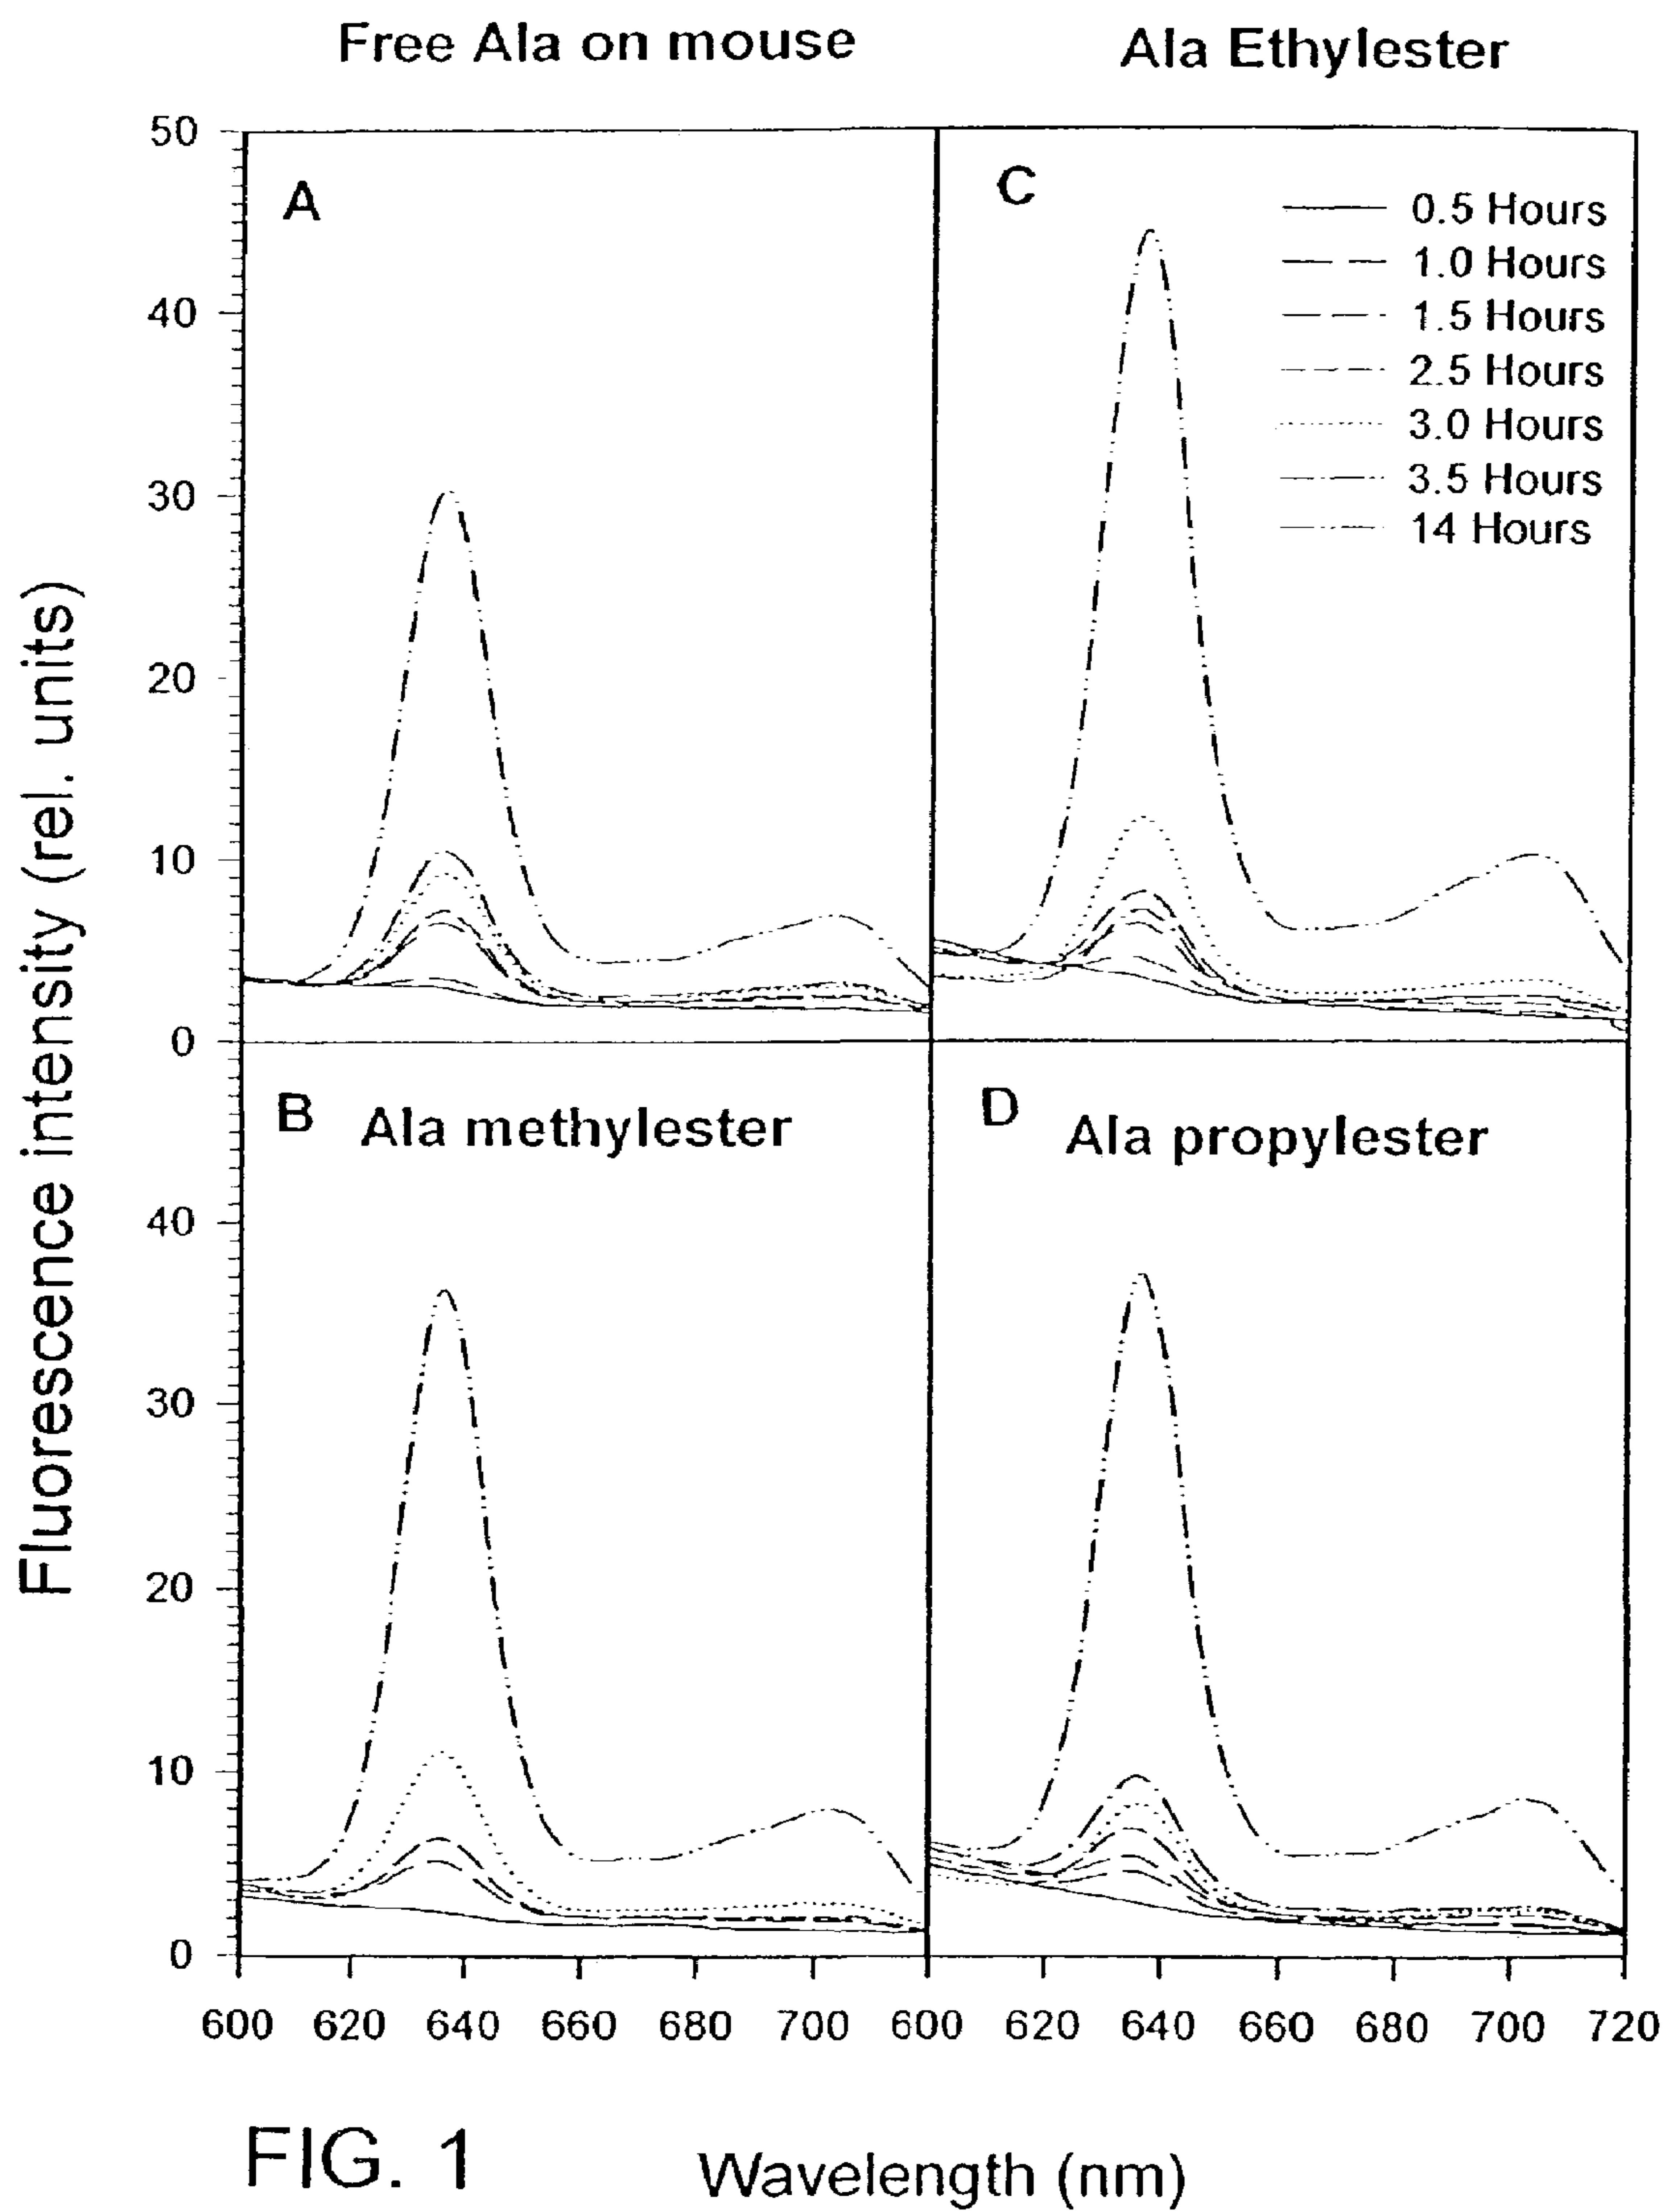 Free Ala on mouse
Ala Ethylester
Fluorescence intensity (rel. units)
50
40
30
20
10
0
A
C
0.5 Hours
1.0 Hours
1.5 Hours
2.5 Hours
3.0 Hours
3.5 Hours
14 Hours
B Ala methylester
D Ala propylester
40
30
20
10
0
600 620 640 660 680 700 600 620 640 660 680 700 720
FIG. 1
Wavelength (nm)